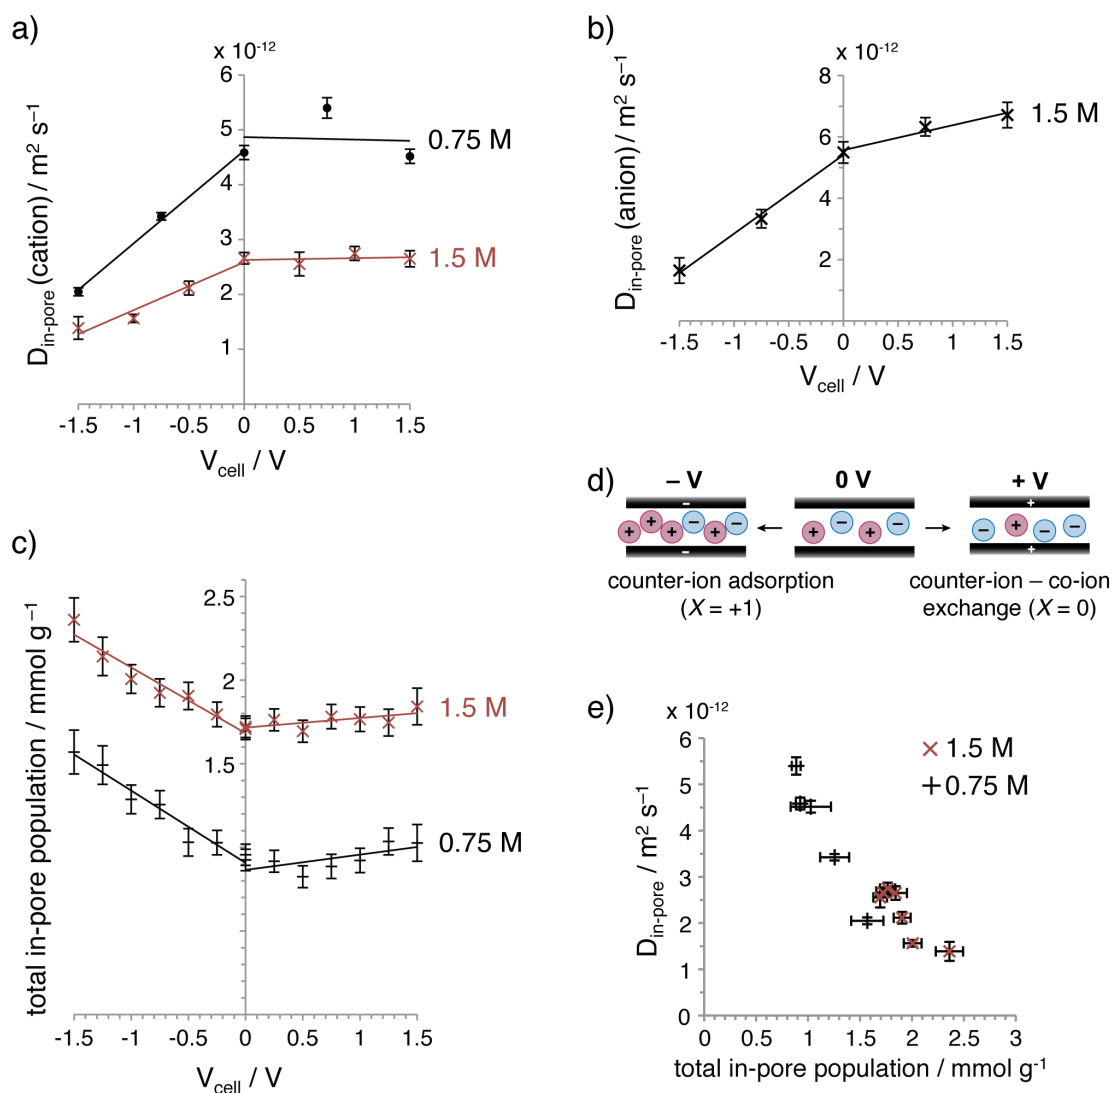 a)
x 10⁻¹²
D_in-pore (cation) / m² s⁻¹
6
5
4
3
2
1
0.75 M
1.5 M
-1.5
-1
-0.5
0
0.5
1
1.5
V_cell / V
b)
x 10⁻¹²
D_in-pore (anion) / m² s⁻¹
8
6
4
2
1.5 M
-1.5
-1
-0.5
0
0.5
1
1.5
V_cell / V
c)
total in-pore population / mmol g⁻¹
2.5
2
1.5
1.5 M
0.75 M
-1.5
-1
-0.5
0
0.5
1
1.5
V_cell / V
d)
– V
0 V
+ V
− + + + − + − −
+ − + −
+ − + − − +
counter-ion adsorption
(X = +1)
counter-ion – co-ion
exchange (X = 0)
e)
x 10⁻¹²
D_in-pore / m² s⁻¹
6
5
4
3
2
1
0
× 1.5 M
+ 0.75 M
0
0.5
1
1.5
2
2.5
3
total in-pore population / mmol g⁻¹